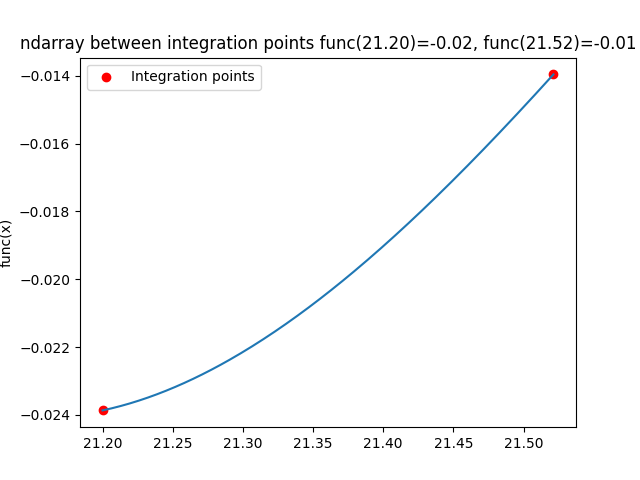 ndarray between integration points func(21.20)=-0.02, func(21.52)=-0.01
Integration points
−0.014
−0.016
−0.018
−0.020
−0.022
−0.024
func(x)
21.20 21.25 21.30 21.35 21.40 21.45 21.50